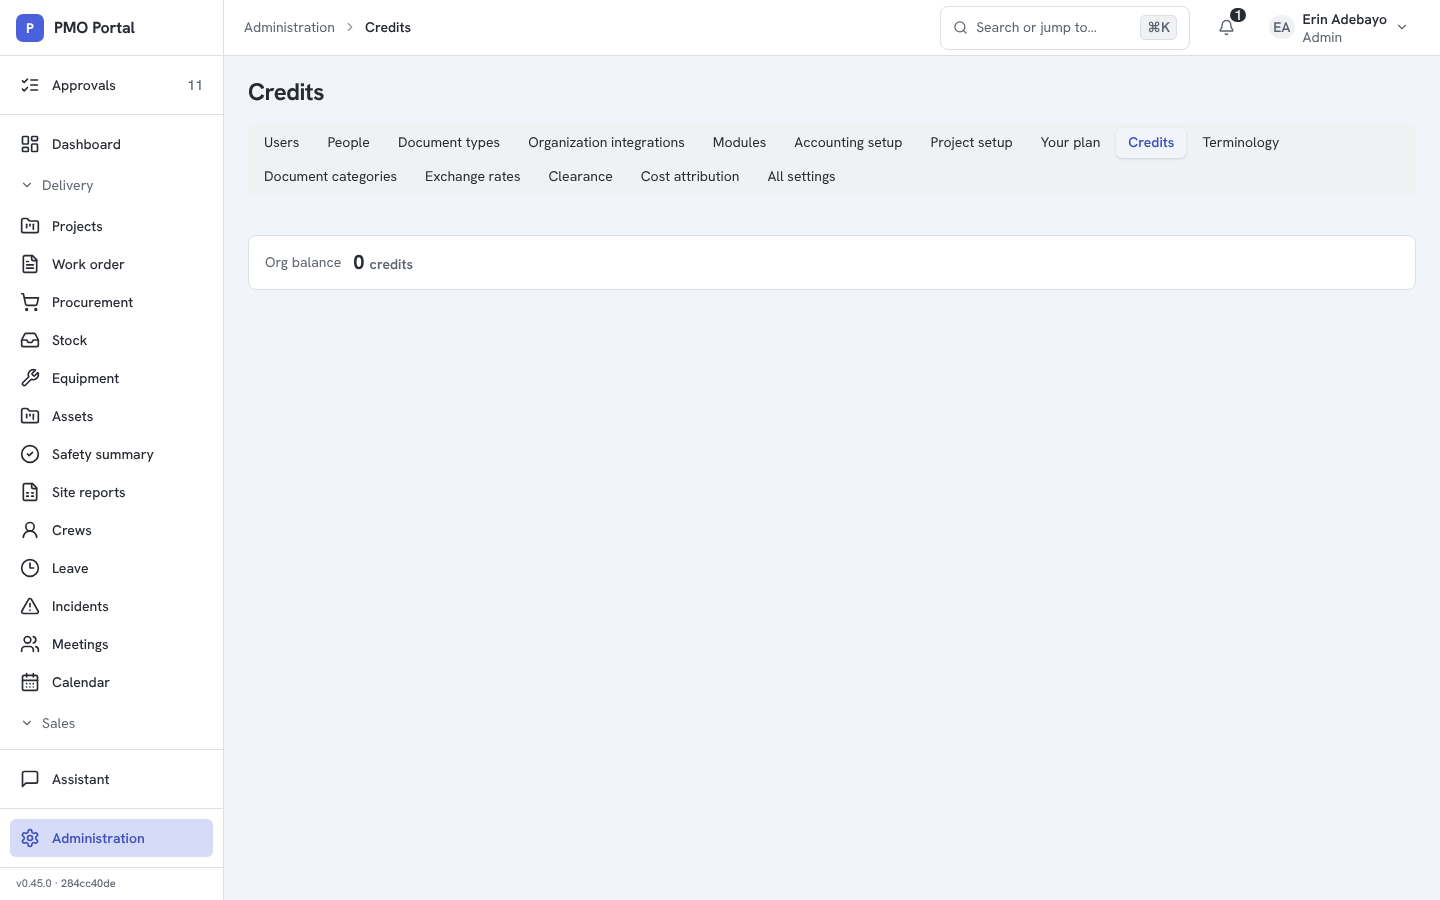 P PMO Portal
Administration > Credits
Search or jump to... ⌘K
1
EA
Erin Adebayo
Admin
Approvals 11
Dashboard
Delivery
Projects
Work order
Procurement
Stock
Equipment
Assets
Safety summary
Site reports
Crews
Leave
Incidents
Meetings
Calendar
Sales
Assistant
Administration
v0.45.0 · 284cc40de
Credits
Users People Document types Organization integrations Modules Accounting setup Project setup Your plan Credits Terminology
Document categories Exchange rates Clearance Cost attribution All settings
Org balance 0 credits